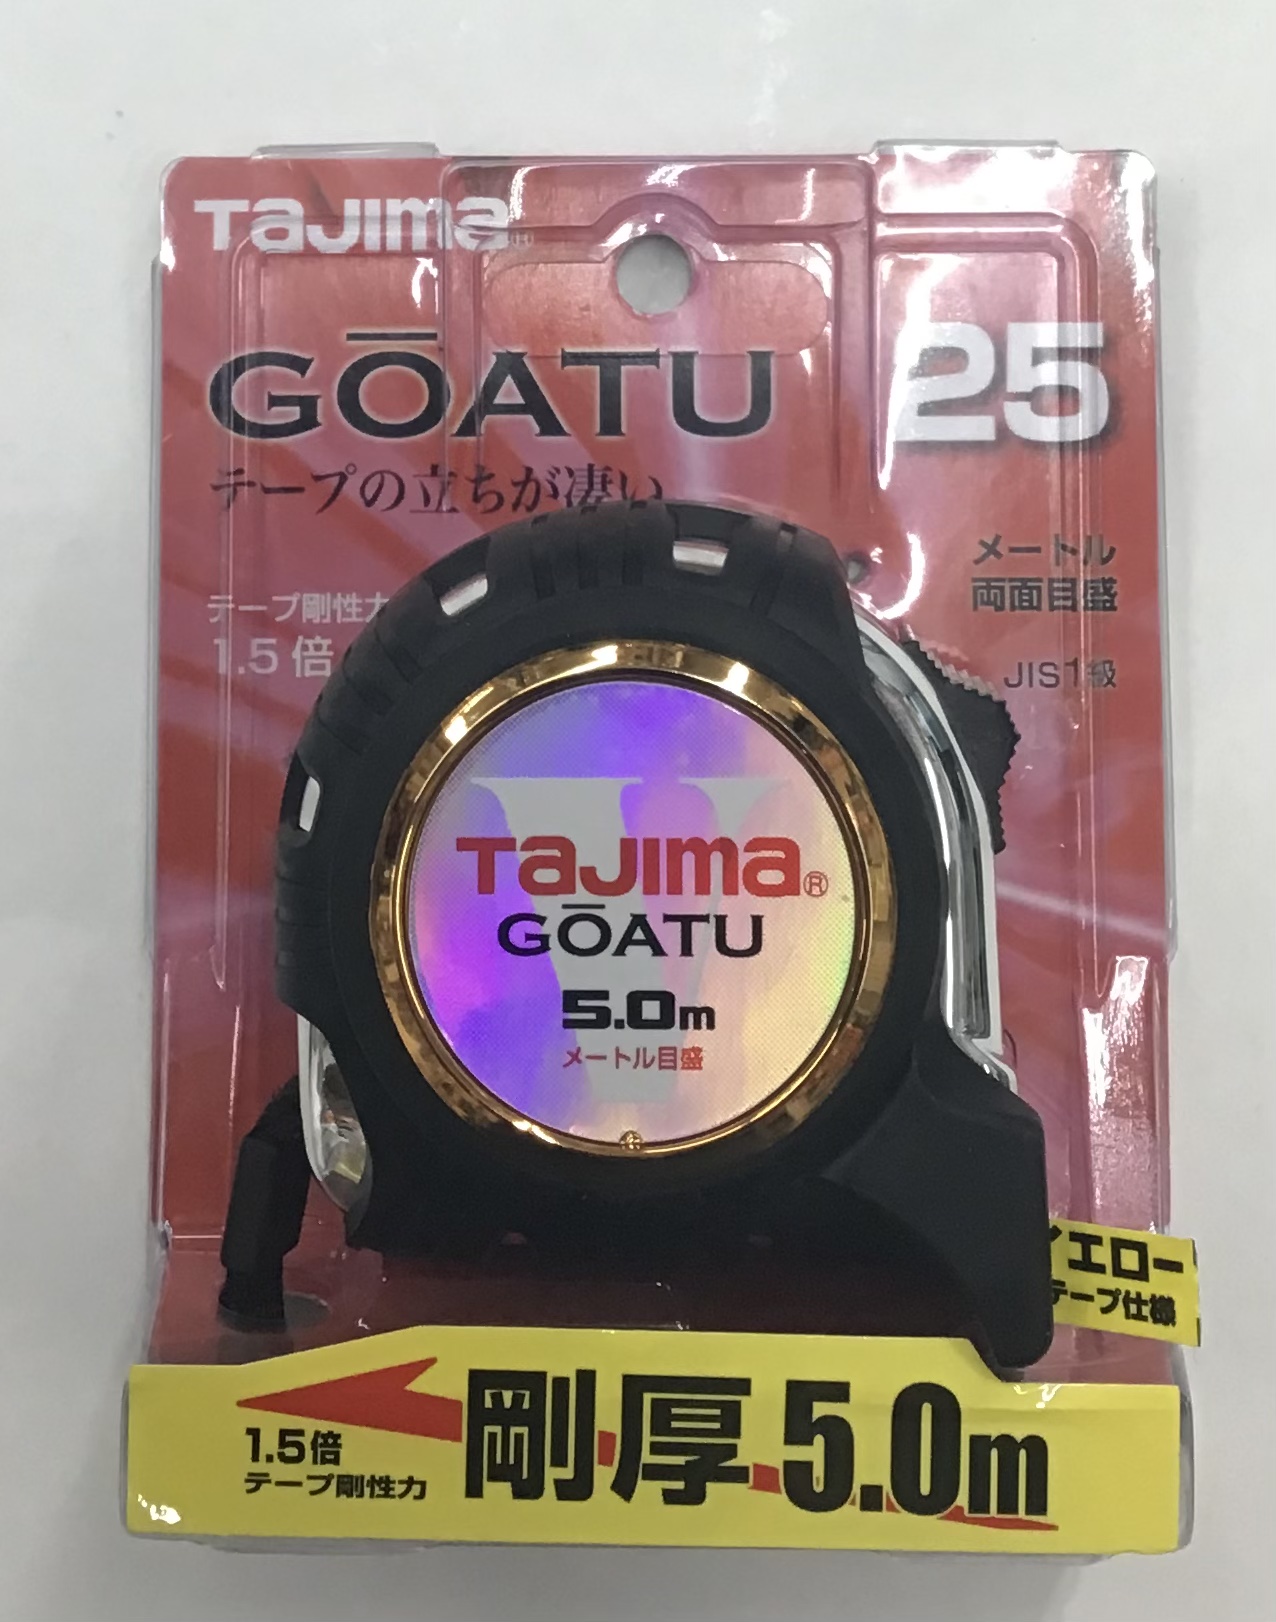 TAJIMA®
GŌATU
25
テープの立ちが凄い
メートル
両面目盛
テープ剛性力
1.5倍
JIS1級
V
TAJIMA®
GŌATU
5.0m
メートル目盛
イエロー
テープ仕様
1.5倍
テープ剛性力
剛厚5.0m